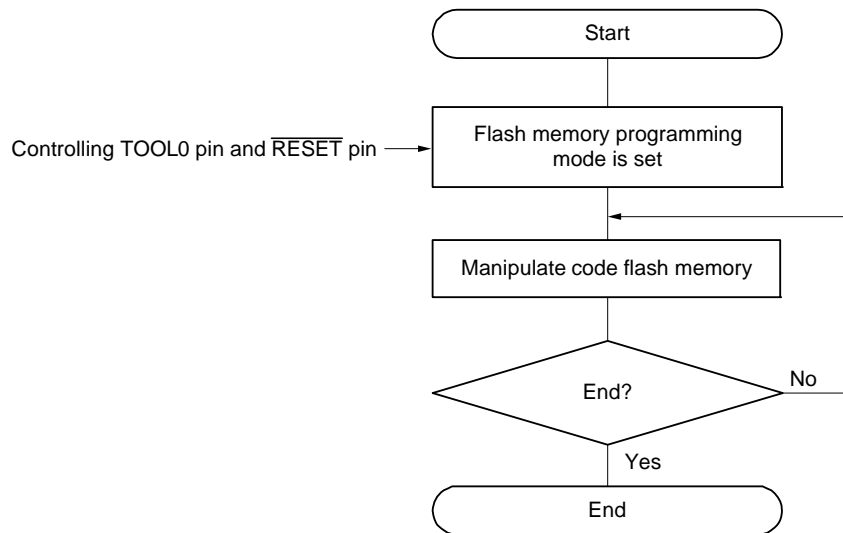 Start
Controlling TOOL0 pin and RESET pin
Flash memory programming
mode is set
Manipulate code flash memory
End?
No
Yes
End